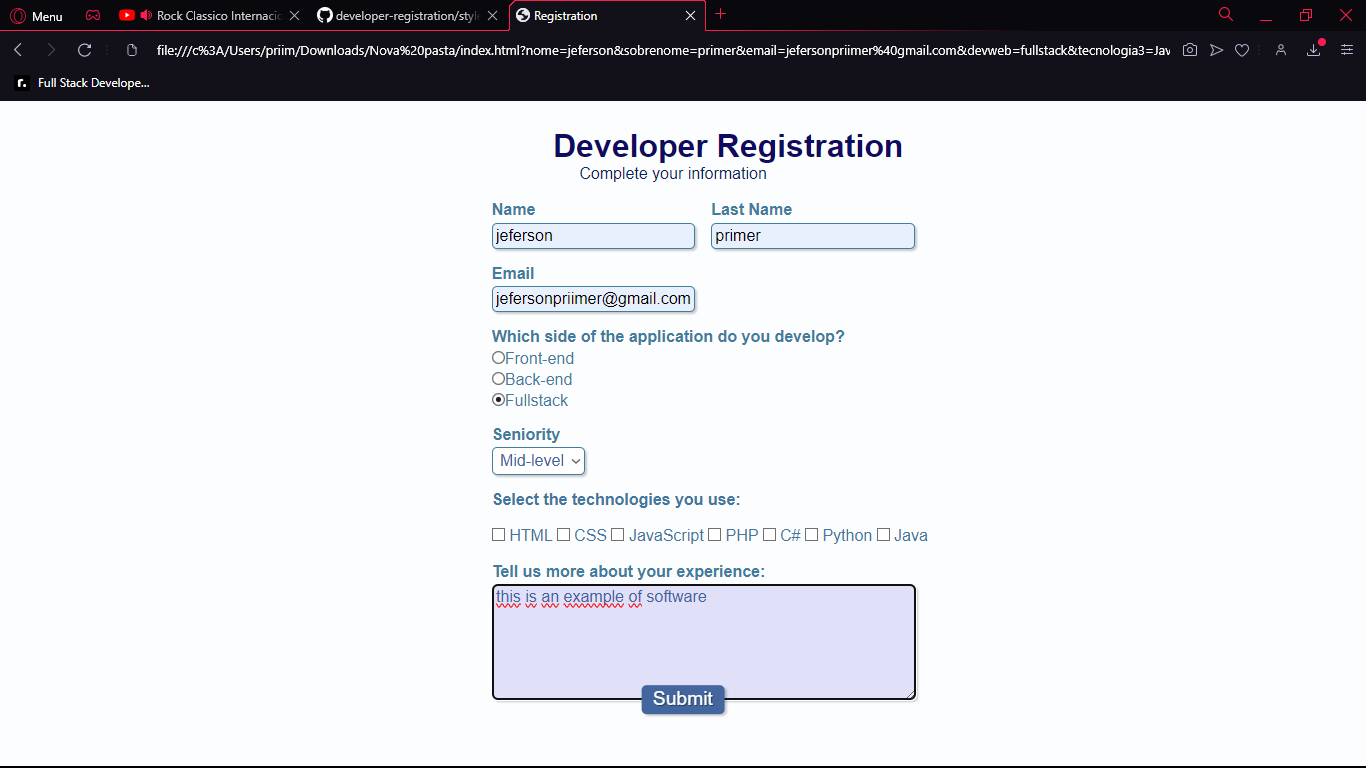 Menu
Rock Classico Internacic
developer-registration/style
Registration
file:///c%3A/Users/priim/Downloads/Nova%20pasta/index.html?nome=jeferson&sobrenome=primer&email=jefersonpriimer%40gmail.com&devweb=fullstack&tecnologia3=Jav
r. Full Stack Develope...
Developer Registration
Complete your information
Name Last Name
jeferson primer
Email
jefersonpriimer@gmail.com
Which side of the application do you develop?
Front-end
Back-end
Fullstack
Seniority
Mid-level
Select the technologies you use:
HTML CSS JavaScript PHP C# Python Java
Tell us more about your experience:
this is an example of software
Submit